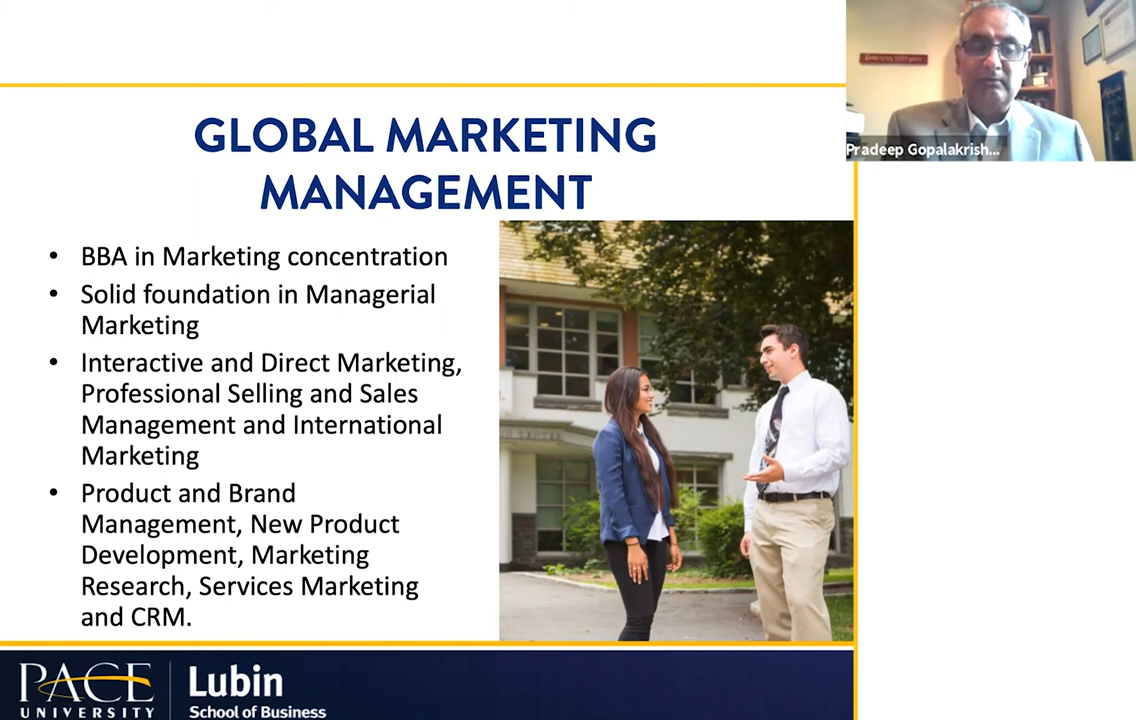 GLOBAL MARKETING
MANAGEMENT
Pradeep Gopalakrish...
• BBA in Marketing concentration
• Solid foundation in Managerial
Marketing
• Interactive and Direct Marketing,
Professional Selling and Sales
Management and International
Marketing
• Product and Brand
Management, New Product
Development, Marketing
Research, Services Marketing
and CRM.
PACE
UNIVERSITY
Lubin
School of Business